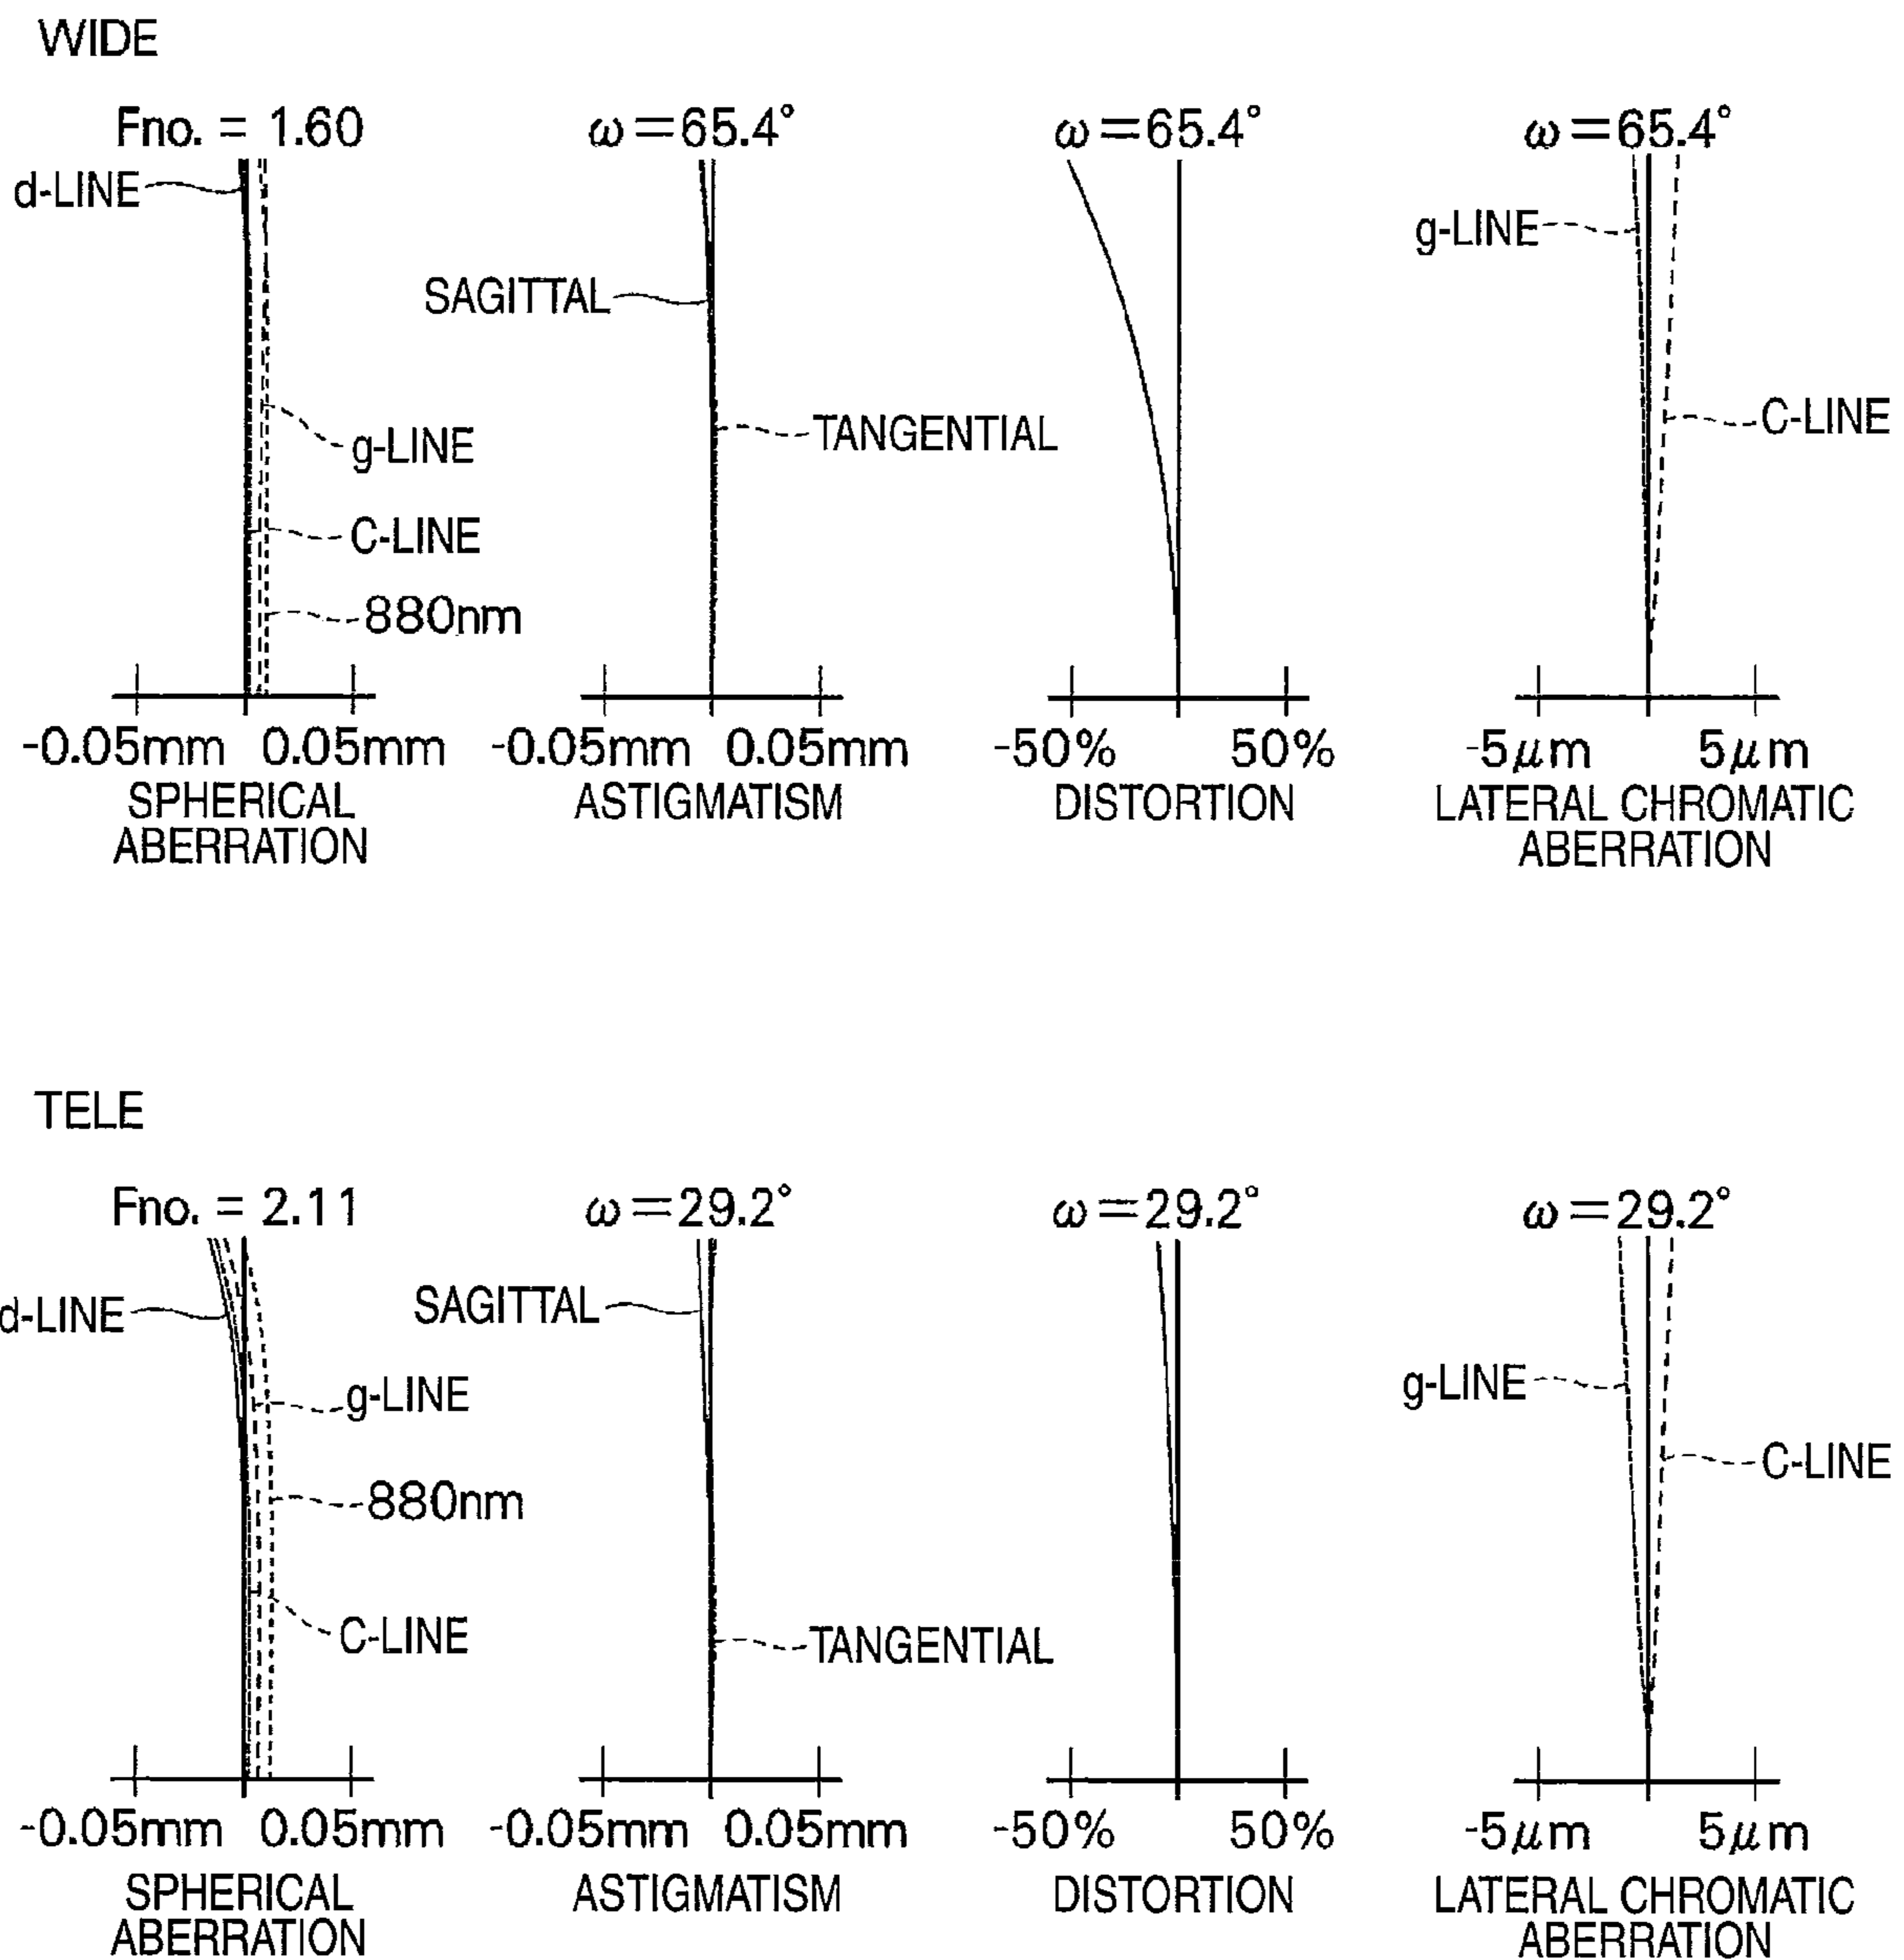 WIDE
Fno. = 1.60
ω=65.4°
ω=65.4°
ω=65.4°
d-LINE
g-LINE
SAGITTAL
C-LINE
TANGENTIAL
g-LINE
C-LINE
880nm
-0.05mm 0.05mm
-0.05mm 0.05mm
-50% 50%
-5μm 5μm
SPHERICAL
ABERRATION
ASTIGMATISM
DISTORTION
LATERAL CHROMATIC
ABERRATION
TELE
Fno. = 2.11
ω=29.2°
ω=29.2°
ω=29.2°
d-LINE
SAGITTAL
g-LINE
g-LINE
880nm
C-LINE
C-LINE
TANGENTIAL
-0.05mm 0.05mm
-0.05mm 0.05mm
-50% 50%
-5μm 5μm
SPHERICAL
ABERRATION
ASTIGMATISM
DISTORTION
LATERAL CHROMATIC
ABERRATION